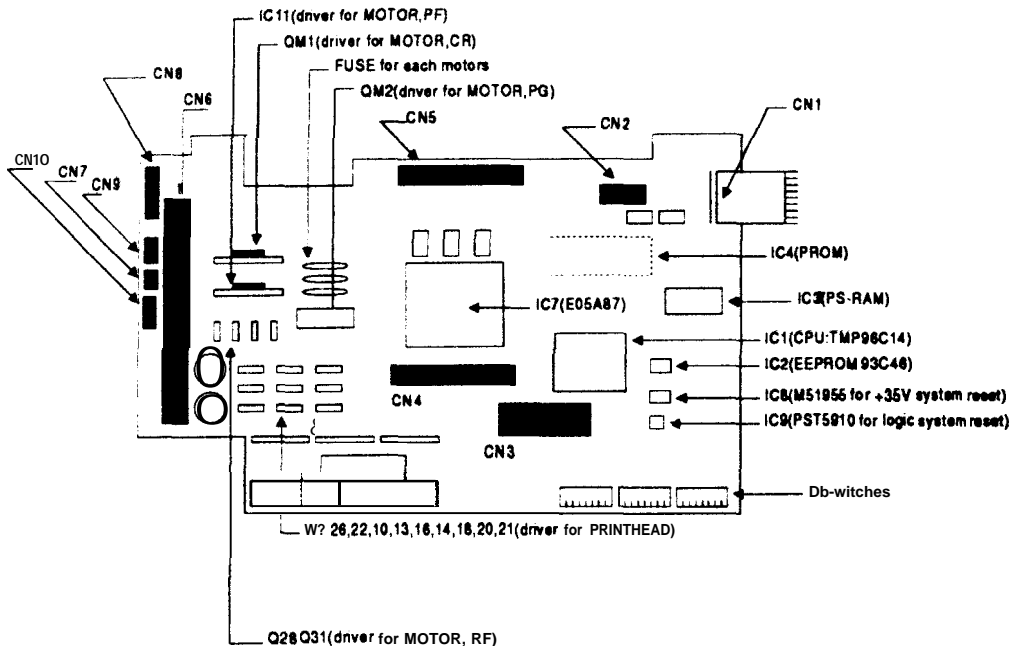 IC11(dnver for MOTOR,PF)
QM1(driver for MOTOR,CR)
FUSE for each motors
QM2(dnver for MOTOR,PG)
CN8
CN6
CN5
CN2
CN1
CN10
CN7
CN9
IC4(PROM)
IC3(PS-RAM)
IC7(E05A87)
IC1(CPU:TMP96C14)
IC2(EEPROM 93C46)
IC8(M51955 for +35V system reset)
IC9(PST5910 for logic system reset)
CN4
CN3
Db-witches
W? 26,22,10,13,16,14,18,20,21(driver for PRINTHEAD)
Q28 Q31(dnver for MOTOR, RF)